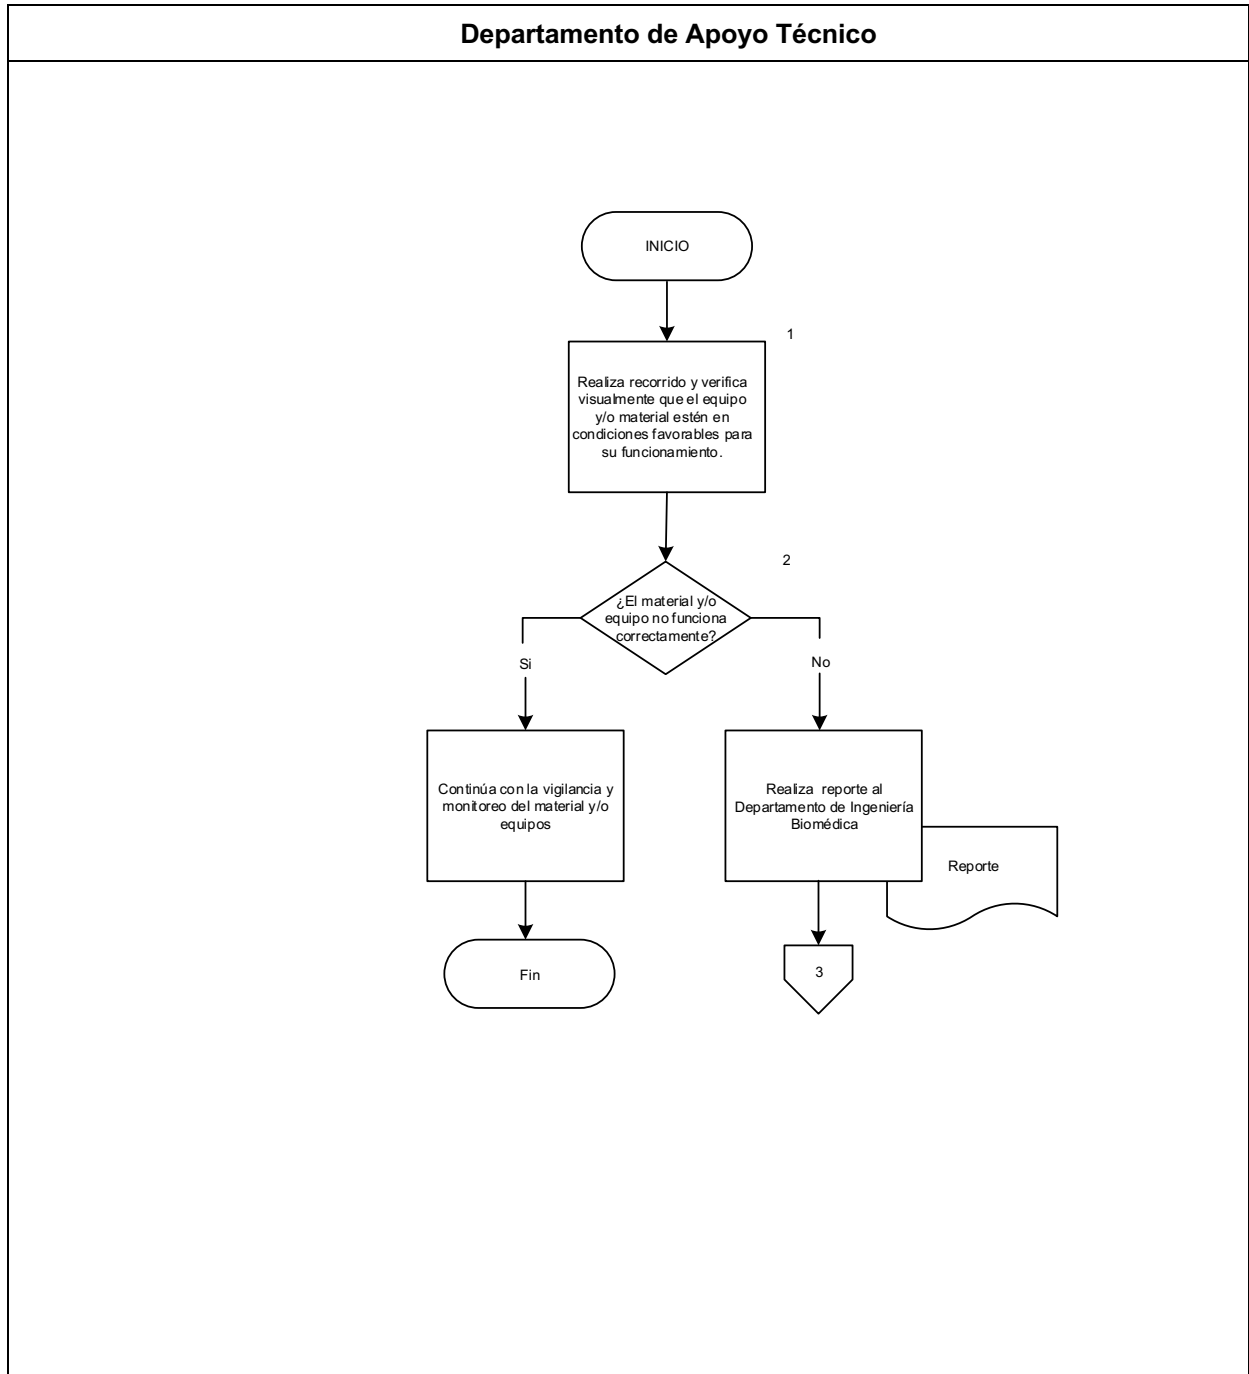 Departamento de Apoyo Técnico
INICIO
1
Realiza recorrido y verifica
visualmente que el equipo
y/o material estén en
condiciones favorables para
su funcionamiento.
2
¿El material y/o
equipo no funciona
correctamente?
Si
No
Continúa con la vigilancia y
monitoreo del material y/o
equipos
Realiza reporte al
Departamento de Ingeniería
Biomédica
Reporte
Fin
3